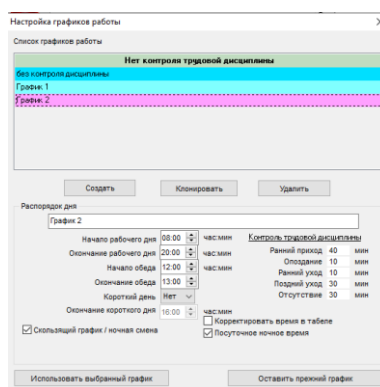 Настройка графиков работы
Список графиков работы
Нет контроля трудовой дисциплины
без контроля дисциплины
График 1
График 2
Создать Клонировать Удалить
Распорядок дня
График 2
Начало рабочего дня 08:00 час:мин
Окончание рабочего дня 20:00 час:мин
Начало обеда 12:00 час:мин
Окончание обеда 13:00
Короткий день Нет
Окончание короткого дня 16:00 час:мин
Контроль трудовой дисциплины
Ранний приход 40 мин
Опоздание 10 мин
Ранний уход 10 мин
Поздний уход 30 мин
Отсутствие 30 мин
Скользящий график / ночная смена
Корректировать время в табеле
Посуточное ночное время
Использовать выбранный график Оставить прежний график